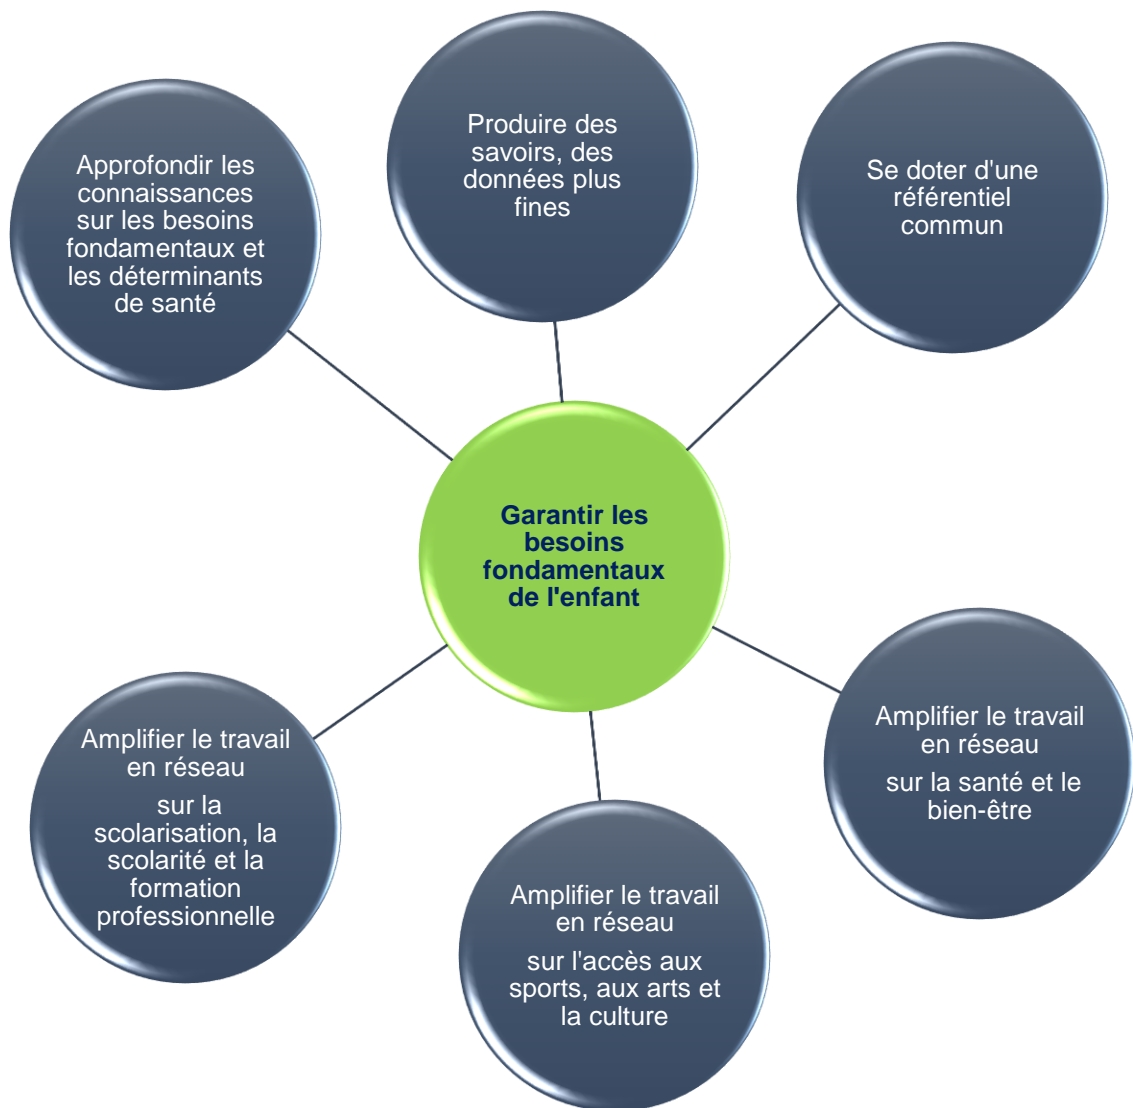 Approfondir les
connaissances
sur les besoins
fondamentaux et
les déterminants
de santé
Produire des
savoirs, des
données plus
fines
Se doter d'une
référentiel
commun
Garantir les
besoins
fondamentaux
de l'enfant
Amplifier le travail
en réseau
sur la
scolarisation, la
scolarité et la
formation
professionnelle
Amplifier le travail
en réseau
sur l'accès aux
sports, aux arts et
la culture
Amplifier le travail
en réseau
sur la santé et le
bien-être